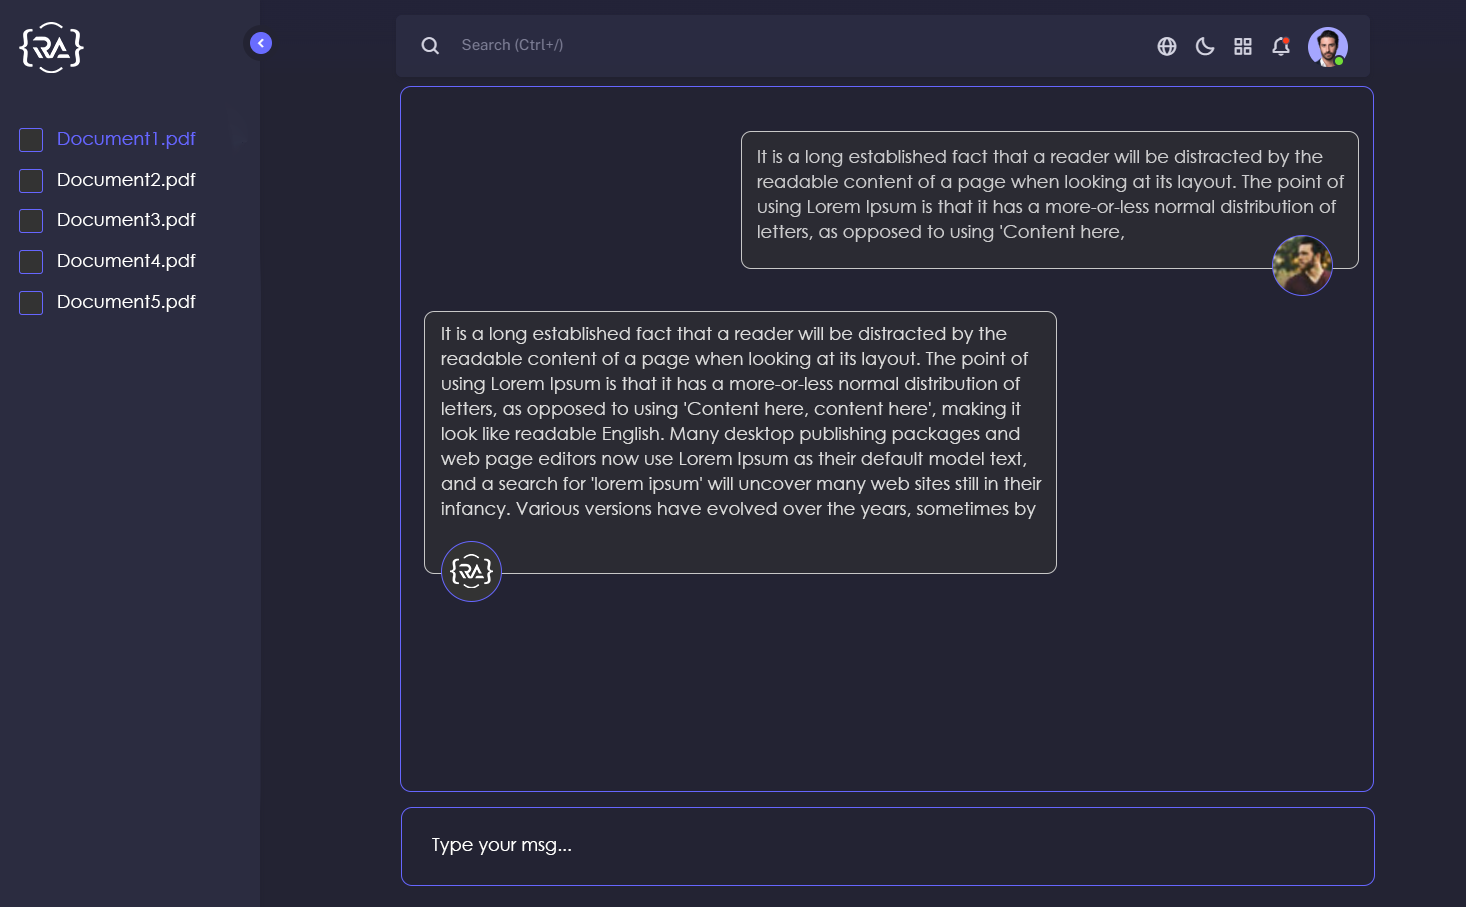 {RA}
Search (Ctrl+/)
Document1.pdf
Document2.pdf
Document3.pdf
Document4.pdf
Document5.pdf
It is a long established fact that a reader will be distracted by the
readable content of a page when looking at its layout. The point of
using Lorem Ipsum is that it has a more-or-less normal distribution of
letters, as opposed to using 'Content here,
It is a long established fact that a reader will be distracted by the
readable content of a page when looking at its layout. The point of
using Lorem Ipsum is that it has a more-or-less normal distribution of
letters, as opposed to using 'Content here, content here', making it
look like readable English. Many desktop publishing packages and
web page editors now use Lorem Ipsum as their default model text,
and a search for 'lorem ipsum' will uncover many web sites still in their
infancy. Various versions have evolved over the years, sometimes by
{RA}
Type your msg...